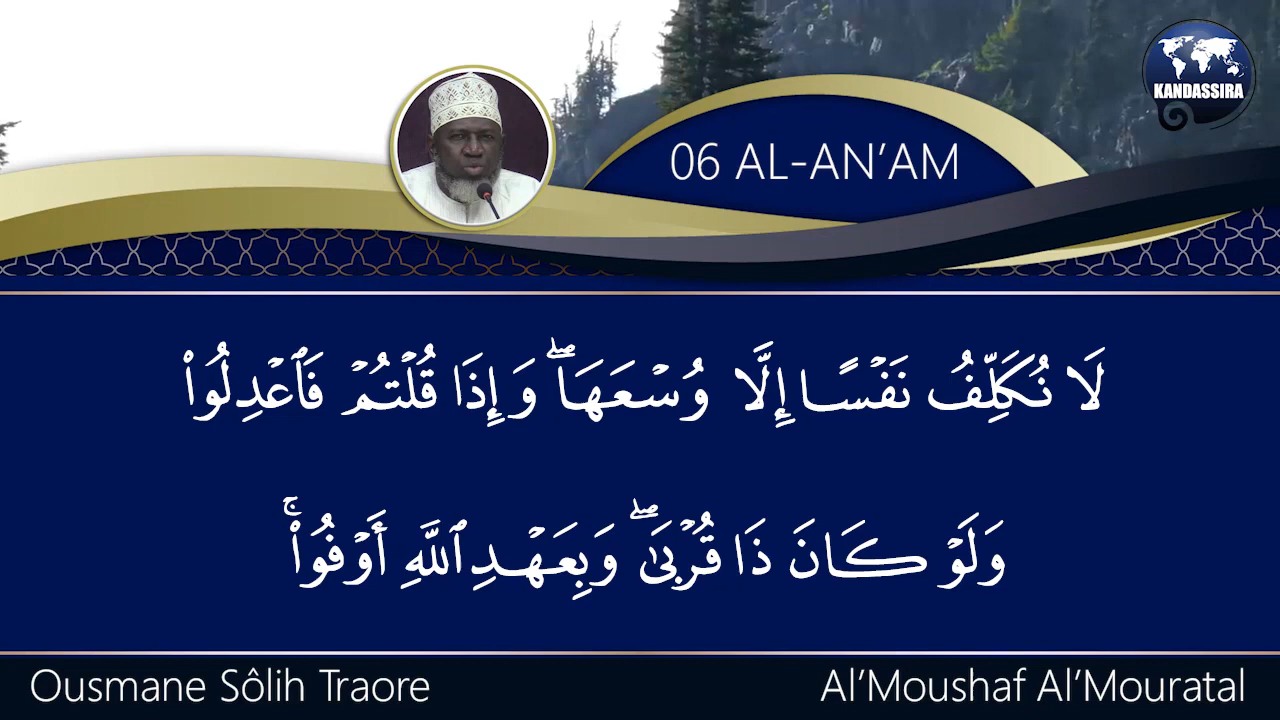 KANDASSIRA
06 AL-AN’AM
لَا نُكَلِّفُ نَفۡسًا إِلَّا وُسۡعَهَاۖ وَإِذَا قُلۡتُمۡ فَٱعۡدِلُواْ
وَلَوۡ كَانَ ذَا قُرۡبَىٰۖ وَبِعَهۡدِ ٱللَّهِ أَوۡفُواْۚ
Ousmane Sôlih Traore
Al’Moushaf Al’Mouratal